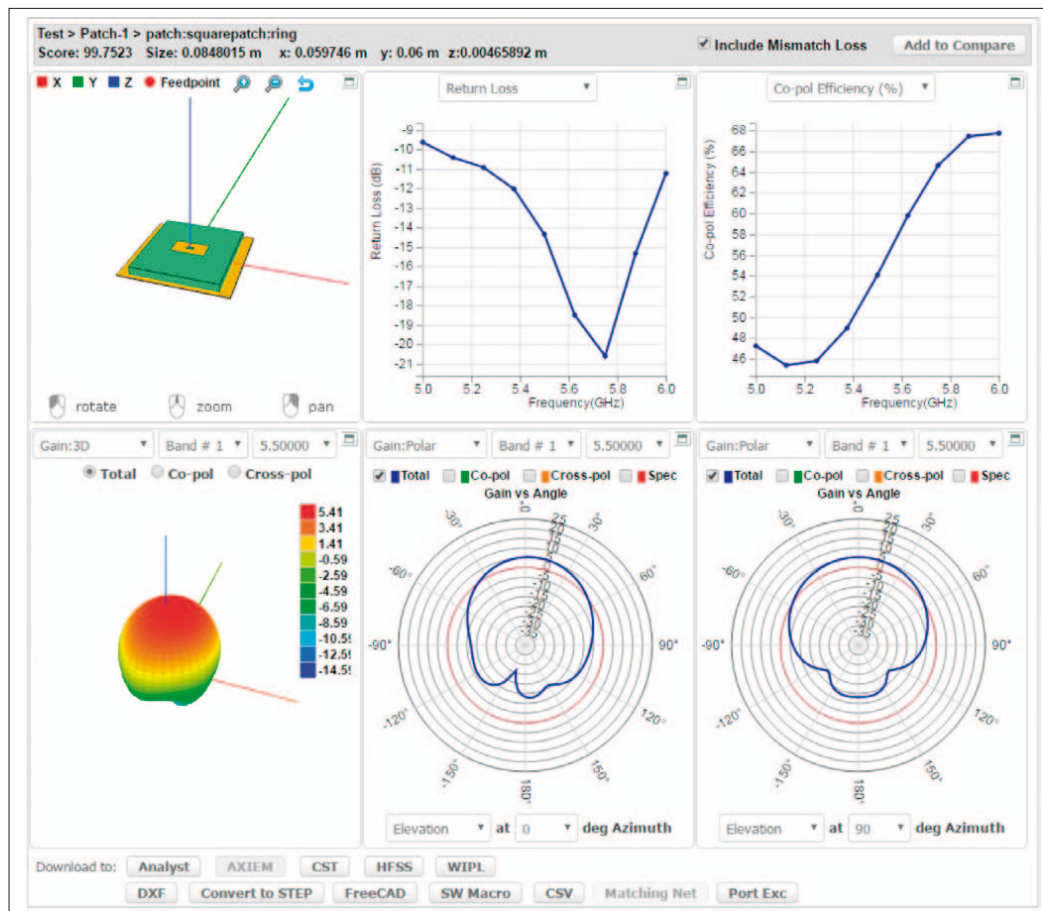 Test > Patch-1 > patch:squarepatch:ring
Score: 99.7523 Size: 0.0848015 m x: 0.059746 m y: 0.06 m z:0.00465892 m
Include Mismatch Loss
Add to Compare
X Y Z Feedpoint
rotate zoom pan
Return Loss
Return Loss (dB)
-9
-10
-11
-12
-13
-14
-15
-16
-17
-18
-19
-20
-21
5.0 5.2 5.4 5.6 5.8 6.0
Frequency(GHz)
Co-pol Efficiency (%)
Co-pol Efficiency (%)
68
66
64
62
60
58
56
54
52
50
48
46
5.0 5.2 5.4 5.6 5.8 6.0
Frequency(GHz)
Gain:3D Band # 1 5.50000
Total Co-pol Cross-pol
5.41
3.41
1.41
-0.59
-2.59
-4.59
-6.59
-8.59
-10.59
-12.59
-14.59
Gain:Polar Band # 1 5.50000
Total Co-pol Cross-pol Spec
Gain vs Angle
0°
-30° 25 30°
-60° 60°
-90° 90°
-120° 120°
-150° 150°
180°
Elevation at 0 deg Azimuth
Gain:Polar Band # 1 5.50000
Total Co-pol Cross-pol Spec
Gain vs Angle
0°
-30° 25 30°
-60° 60°
-90° 90°
-120° 120°
-150° 150°
180°
Elevation at 90 deg Azimuth
Download to: Analyst AXIEM CST HFSS WIPL
DXF Convert to STEP FreeCAD SW Macro CSV Matching Net Port Exc